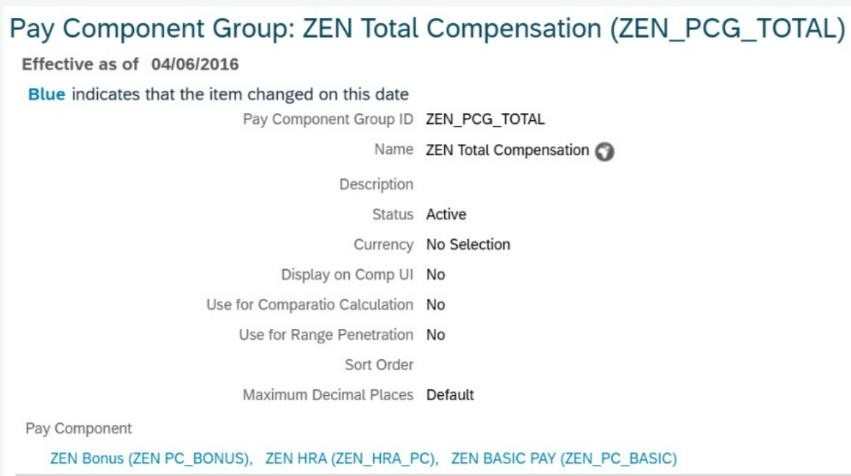 Pay Component Group: ZEN Total Compensation (ZEN_PCG_TOTAL)
Effective as of 04/06/2016
Blue indicates that the item changed on this date
Pay Component Group ID ZEN_PCG_TOTAL
Name ZEN Total Compensation
Description
Status Active
Currency No Selection
Display on Comp UI No
Use for Comparatio Calculation No
Use for Range Penetration No
Sort Order
Maximum Decimal Places Default
Pay Component
ZEN Bonus (ZEN PC_BONUS), ZEN HRA (ZEN_HRA_PC), ZEN BASIC PAY (ZEN_PC_BASIC)